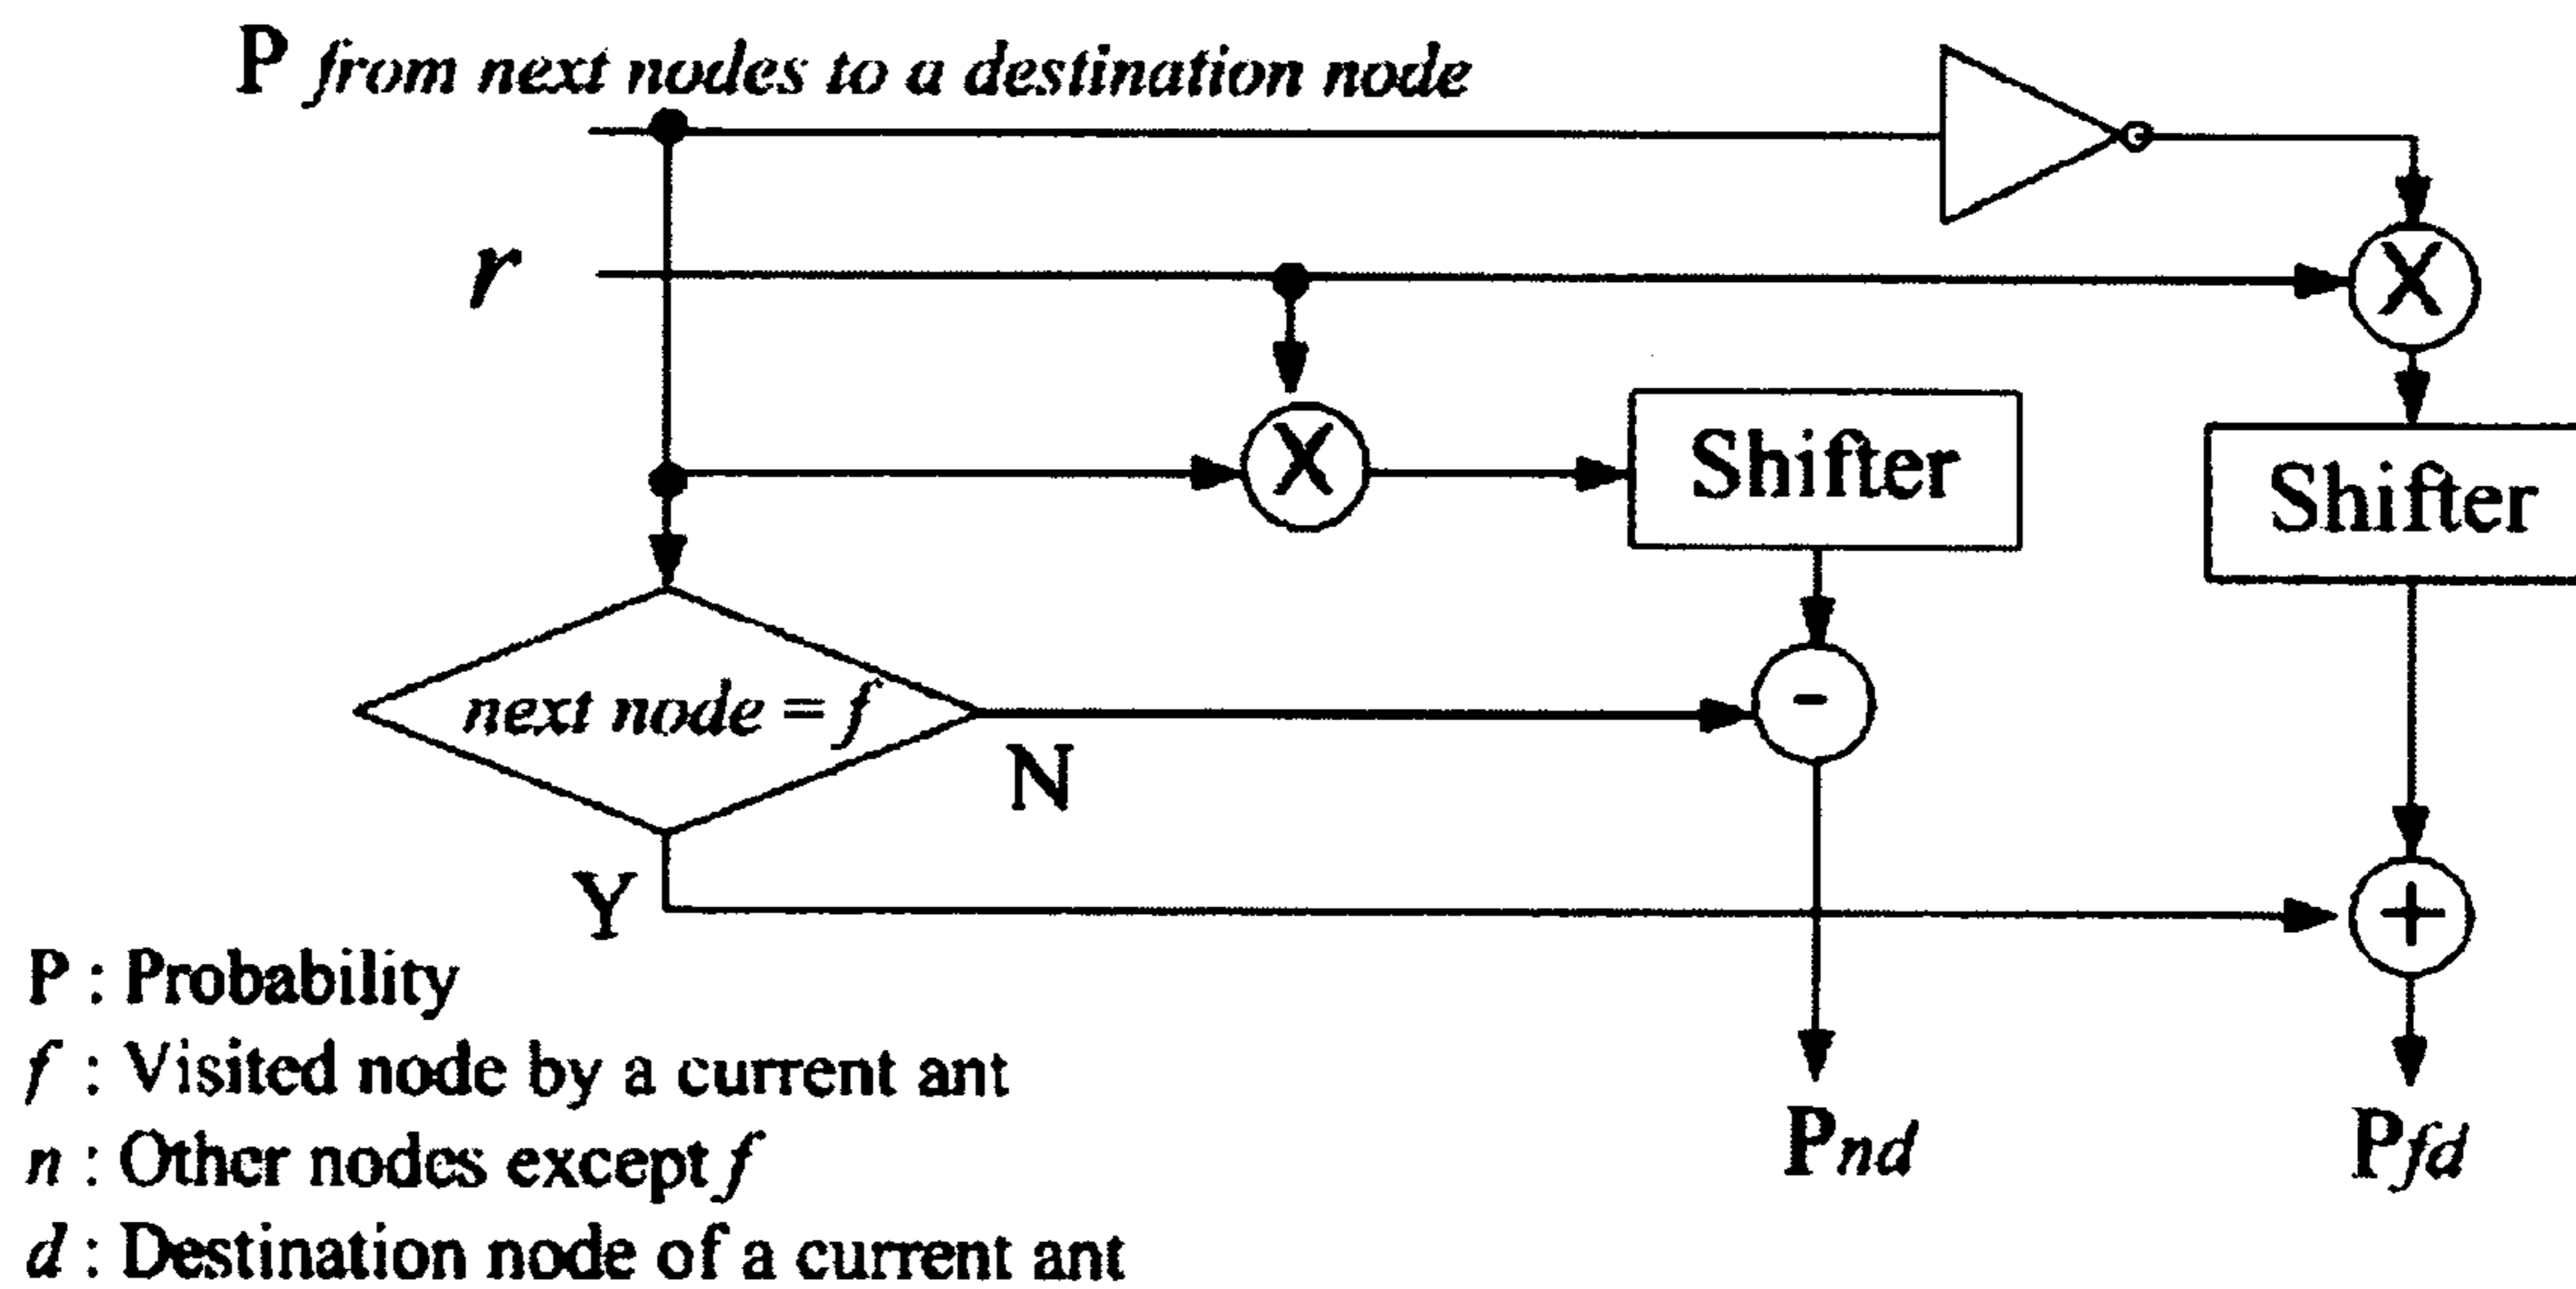 P from next nodes to a destination node
r
X
X
Shifter
Shifter
next node = f
-
N
Y
+
P : Probability
f : Visited node by a current ant
n : Other nodes except f
d : Destination node of a current ant
Pnd
Pfd